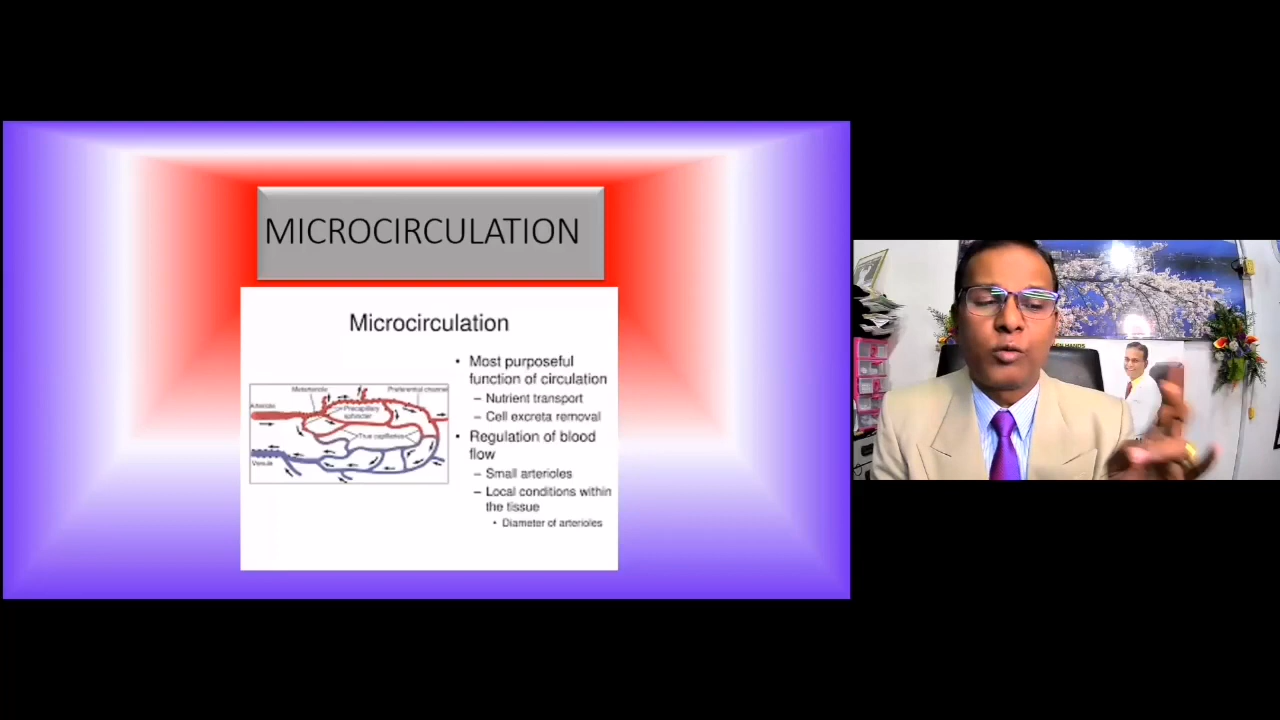 MICROCIRCULATION
Microcirculation
• Most purposeful
function of circulation
– Nutrient transport
– Cell excreta removal
• Regulation of blood
flow
– Small arterioles
– Local conditions within
the tissue
• Diameter of arterioles
Metarteriole
Preferential channel
Arteriole
Precapillary
sphincter
True capillaries
Venule
HANDS